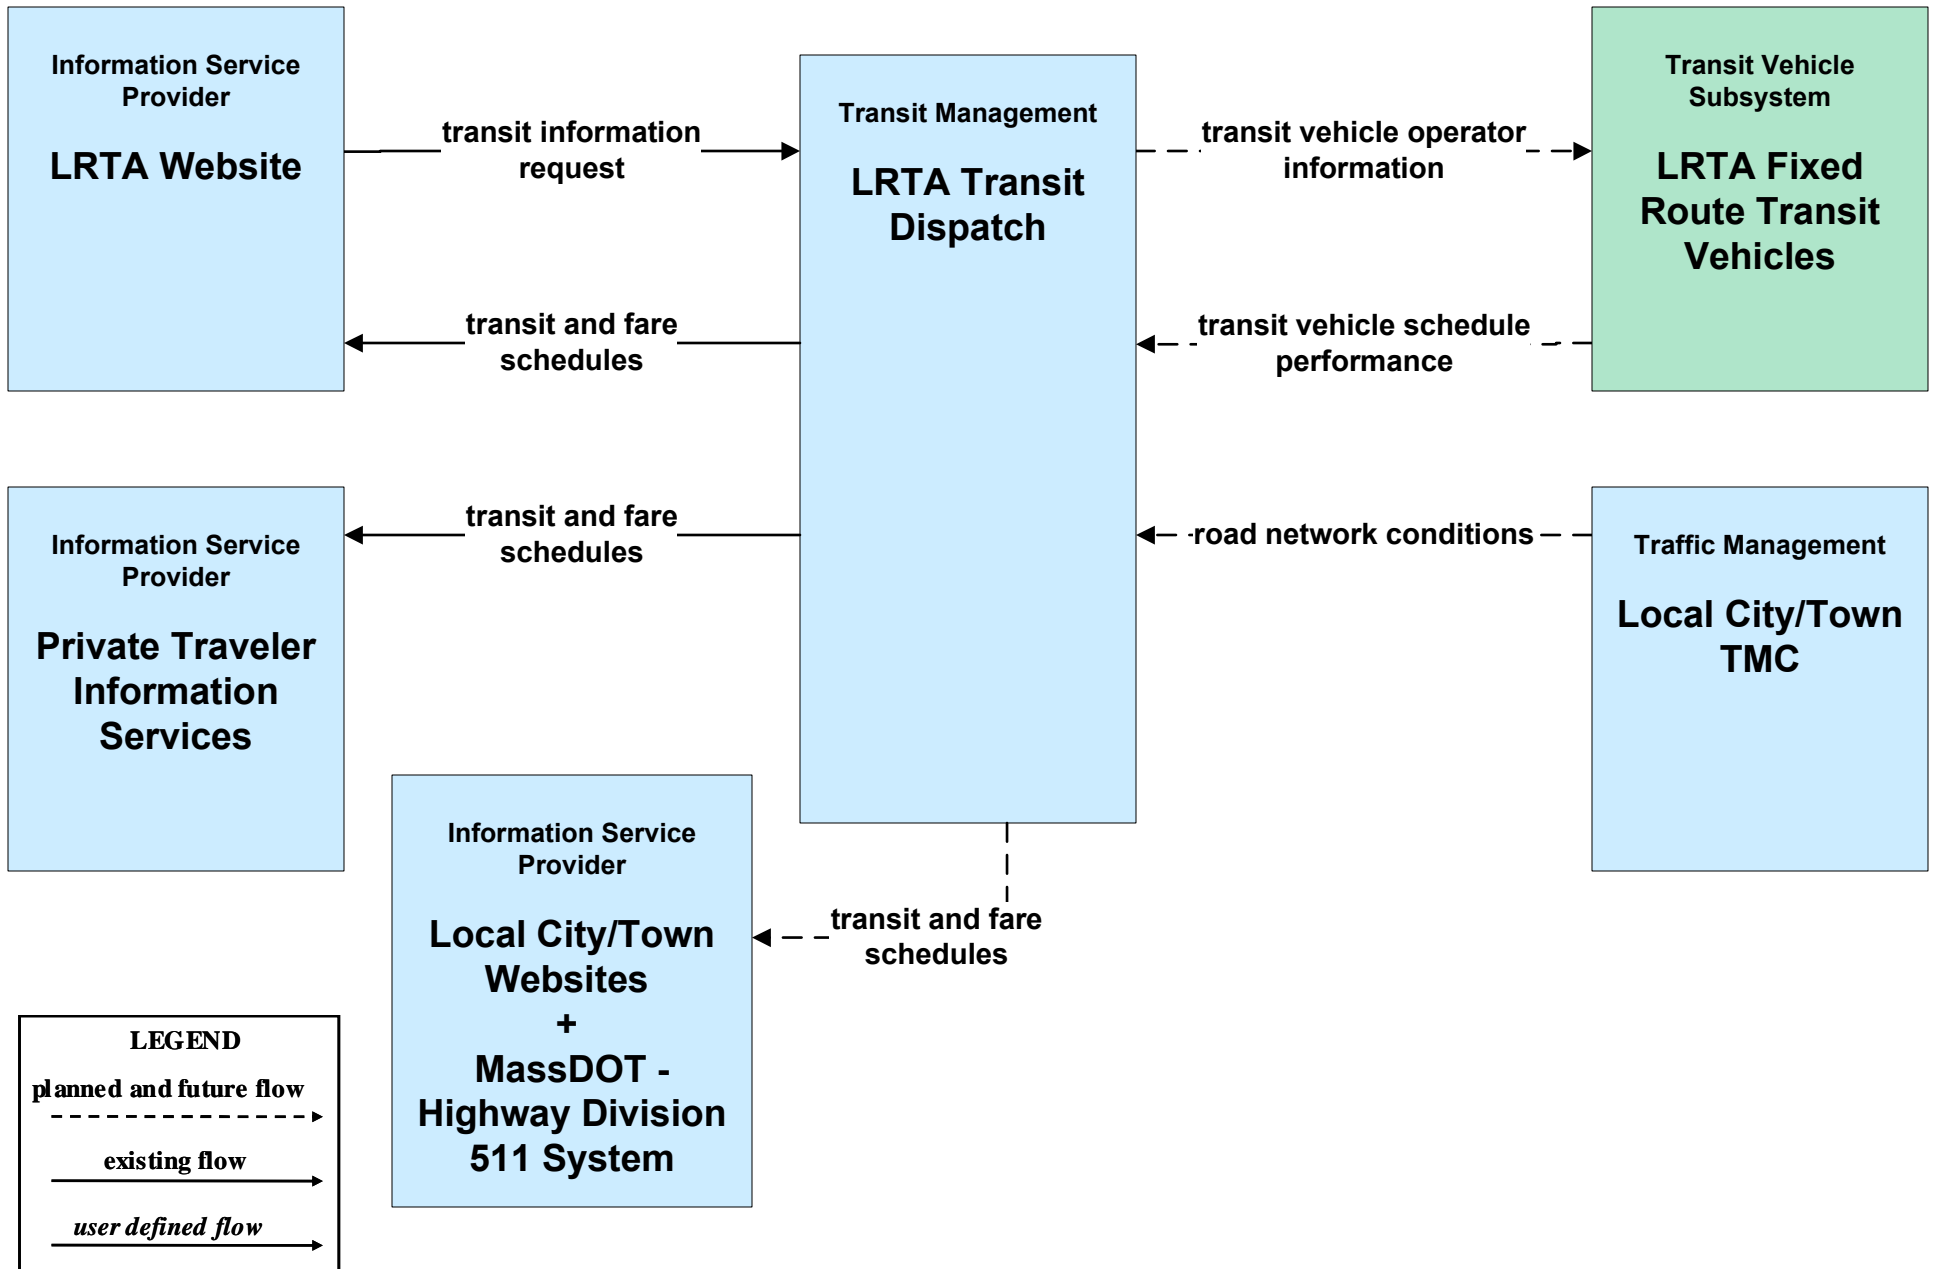 Information Service
Provider
LRTA Website
transit information
request
transit and fare
schedules
Transit Management
LRTA Transit
Dispatch
transit vehicle operator
information
transit vehicle schedule
performance
Transit Vehicle
Subsystem
LRTA Fixed
Route Transit
Vehicles
Information Service
Provider
Private Traveler
Information
Services
transit and fare
schedules
road network conditions
Traffic Management
Local City/Town
TMC
Information Service
Provider
Local City/Town
Websites
+
MassDOT -
Highway Division
511 System
transit and fare
schedules
LEGEND
planned and future flow
existing flow
user defined flow